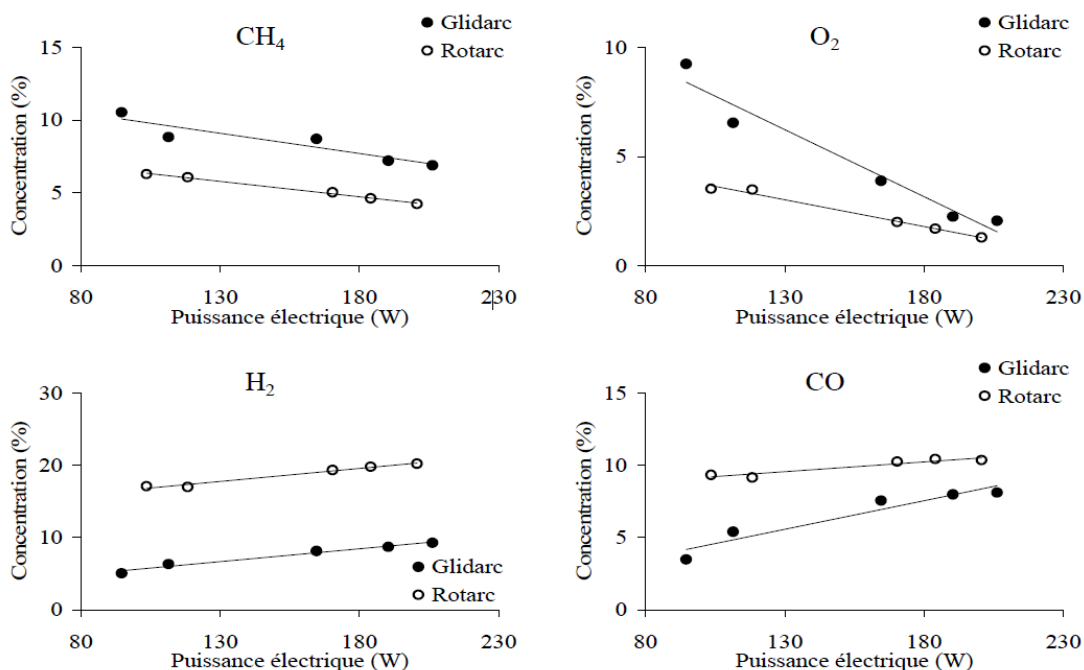 CH4
Glidarc
Rotarc
Concentration (%)
15
10
5
0
80 130 180 230
Puissance électrique (W)
O2
Glidarc
Rotarc
Concentration (%)
10
5
0
80 130 180 230
Puissance électrique (W)
H2
Concentration (%)
30
20
10
0
Glidarc
Rotarc
80 130 180 230
Puissance électrique (W)
CO
Glidarc
Rotarc
Concentration (%)
15
10
5
0
80 130 180 230
Puissance électrique (W)